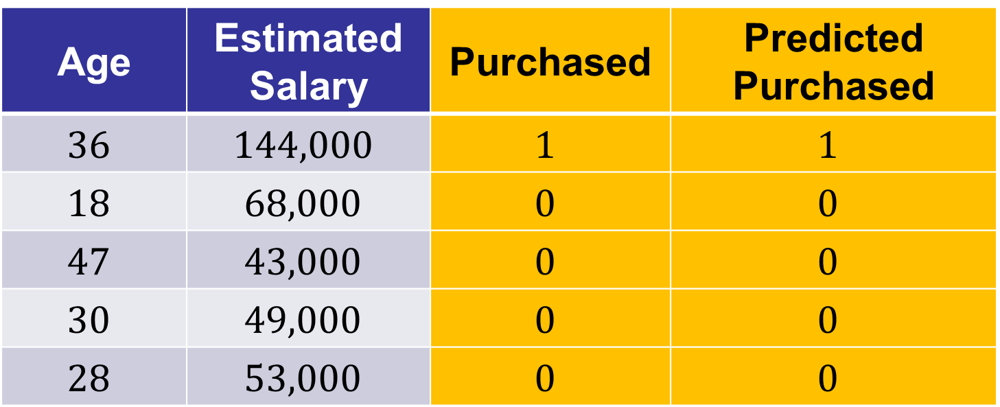 Age Estimated Salary Purchased Predicted Purchased
36 144,000 1 1
18 68,000 0 0
47 43,000 0 0
30 49,000 0 0
28 53,000 0 0